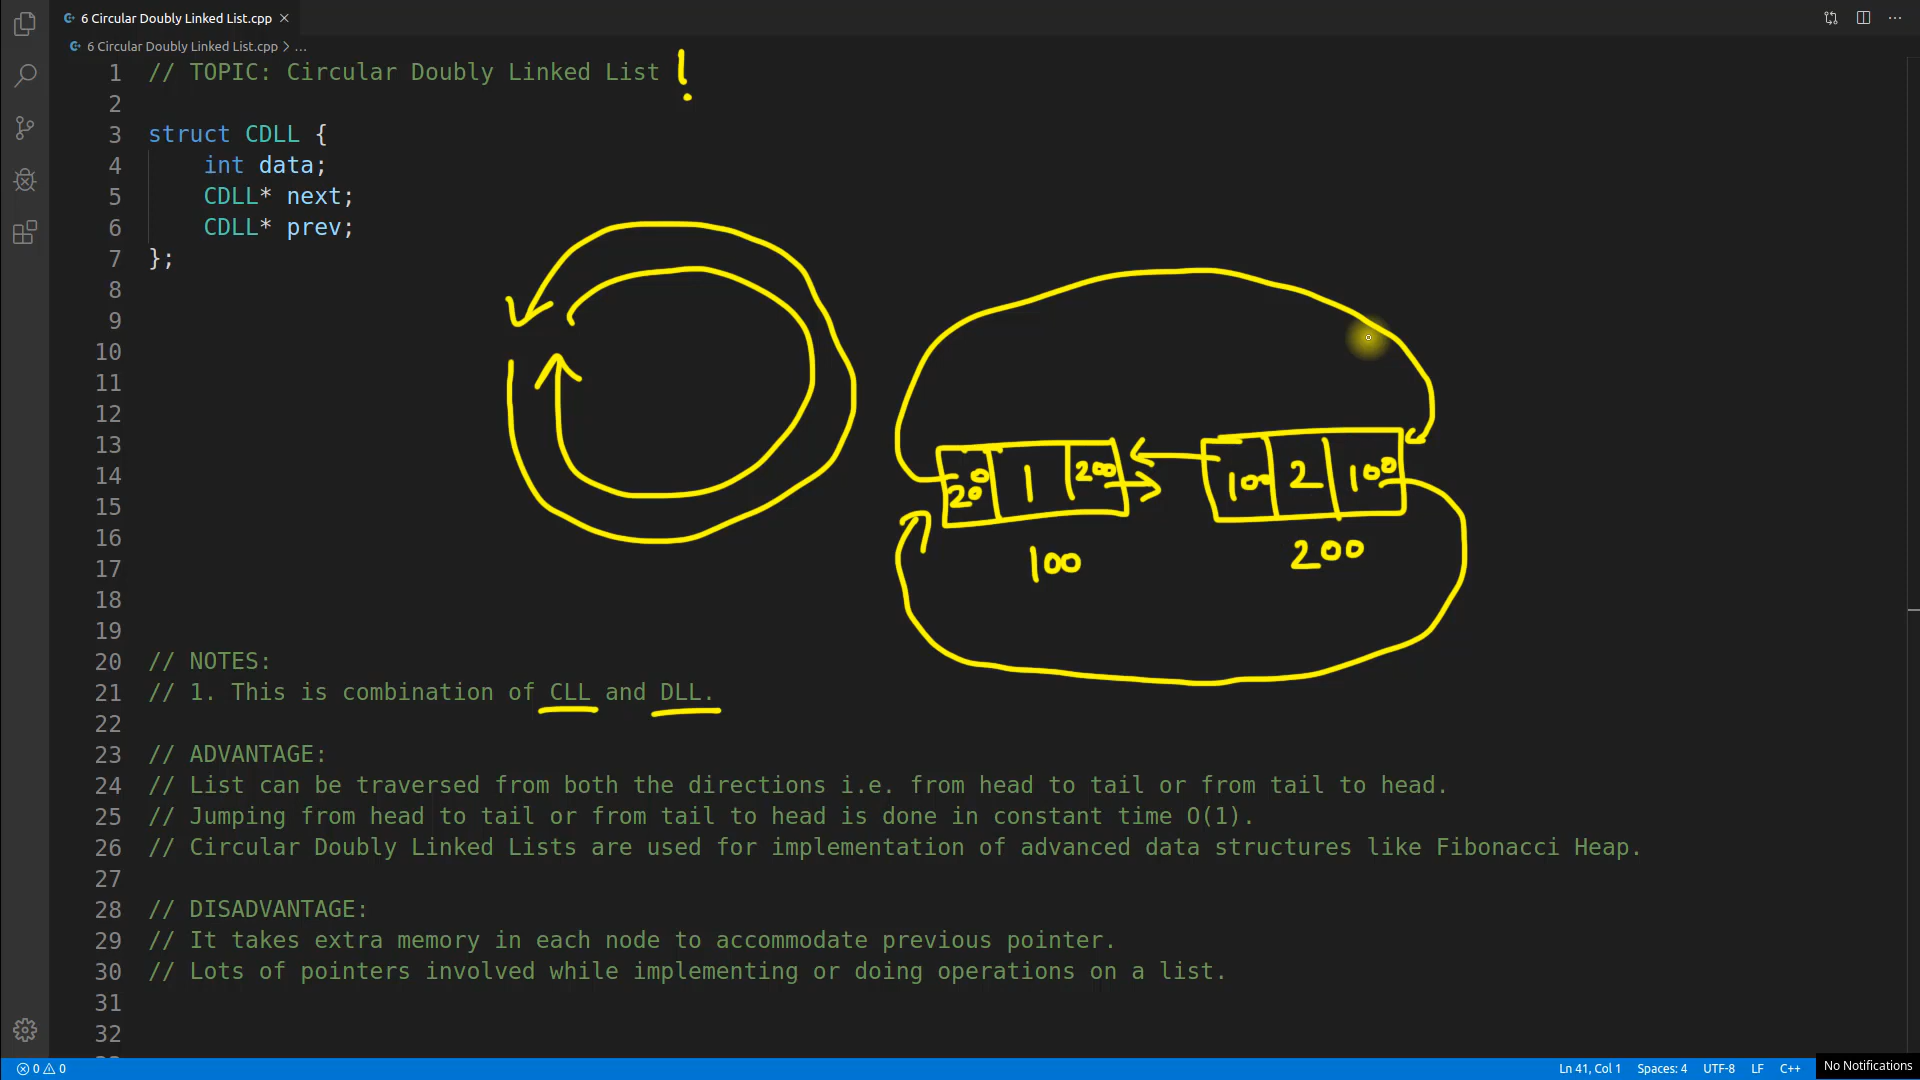 6 Circular Doubly Linked List.cpp
6 Circular Doubly Linked List.cpp > ...
1 // TOPIC: Circular Doubly Linked List !
2
3 struct CDLL {
4 int data;
5 CDLL* next;
6 CDLL* prev;
7 };
8
9
10
11
12
13
14 200 1 200 100 2 100
15
16
17 100 200
18
19
20 // NOTES:
21 // 1. This is combination of CLL and DLL.
22
23 // ADVANTAGE:
24 // List can be traversed from both the directions i.e. from head to tail or from tail to head.
25 // Jumping from head to tail or from tail to head is done in constant time O(1).
26 // Circular Doubly Linked Lists are used for implementation of advanced data structures like Fibonacci Heap.
27
28 // DISADVANTAGE:
29 // It takes extra memory in each node to accommodate previous pointer.
30 // Lots of pointers involved while implementing or doing operations on a list.
31
32
0 0 Ln 41, Col 1 Spaces: 4 UTF-8 LF C++ No Notifications